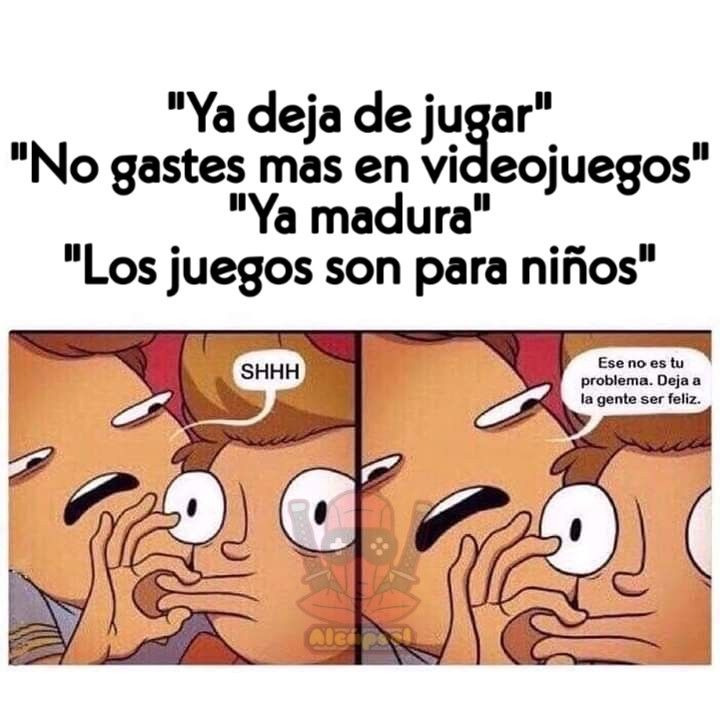 "Ya deja de jugar"
"No gastes mas en videojuegos"
"Ya madura"
"Los juegos son para niños"
SHHH
Ese no es tu
problema. Deja a
la gente ser feliz.